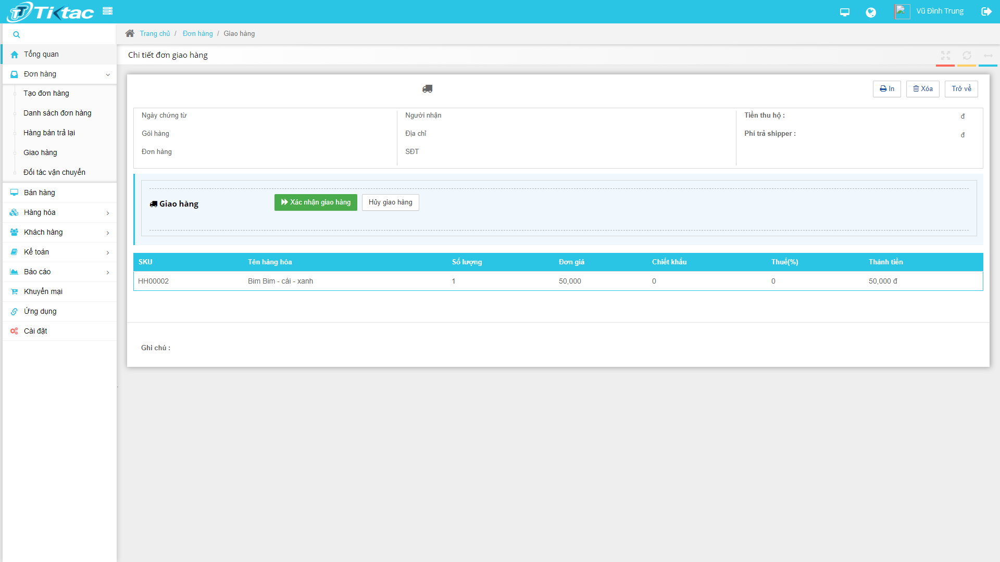 Tiktac
Vũ Đình Trung
Trang chủ / Đơn hàng / Giao hàng
Tổng quan
Đơn hàng
Tạo đơn hàng
Danh sách đơn hàng
Hàng bán trả lại
Giao hàng
Đối tác vận chuyển
Bán hàng
Hàng hóa
Khách hàng
Kế toán
Báo cáo
Khuyến mại
Ứng dụng
Cài đặt
Chi tiết đơn giao hàng
In
Xóa
Trở về
Ngày chứng từ
Gói hàng
Đơn hàng
Người nhận
Địa chỉ
SĐT
Tiền thu hộ : đ
Phí trả shipper : đ
Giao hàng
Xác nhận giao hàng
Hủy giao hàng
SKU Tên hàng hóa Số lượng Đơn giá Chiết khấu Thuế(%) Thành tiền
HH00002 Bim Bim - cái - xanh 1 50,000 0 0 50,000 đ
Ghi chú :